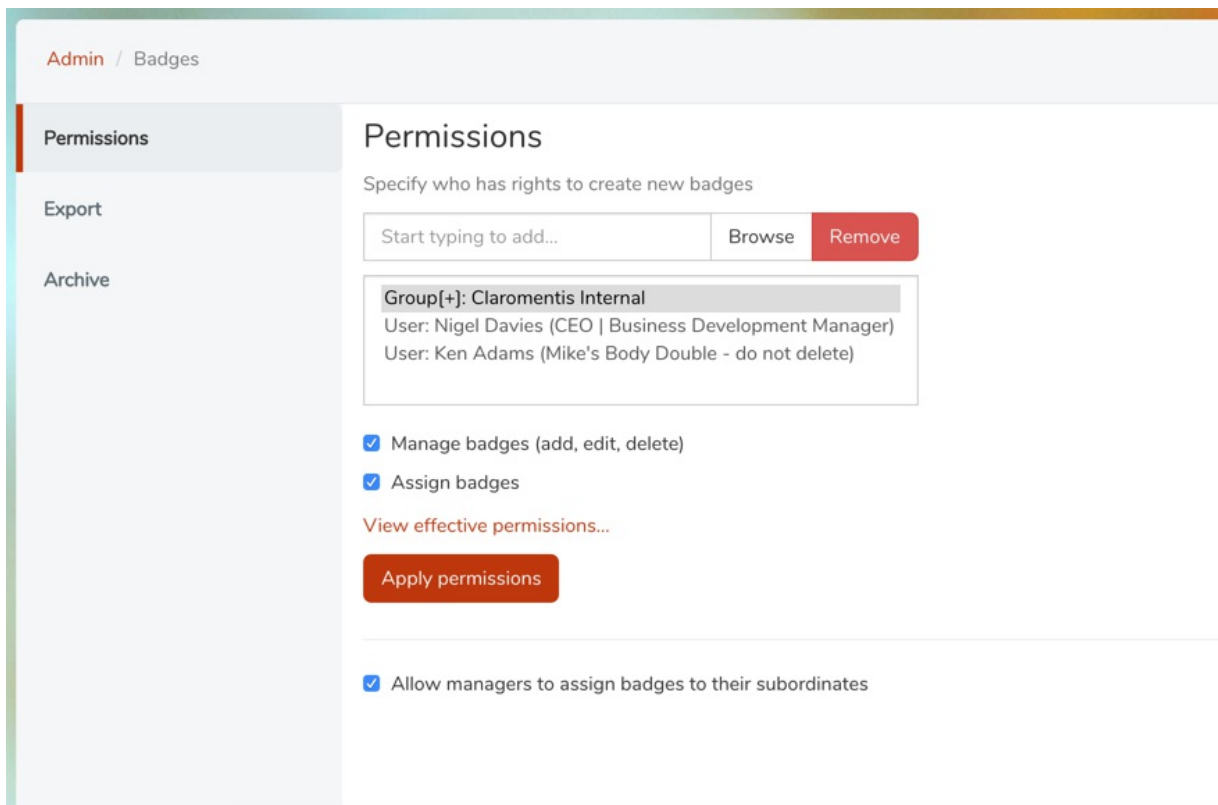 Admin / Badges
Permissions
Export
Archive
Permissions
Specify who has rights to create new badges
Start typing to add...
Browse
Remove
Group[+]: Claromentis Internal
User: Nigel Davies (CEO | Business Development Manager)
User: Ken Adams (Mike's Body Double - do not delete)
Manage badges (add, edit, delete)
Assign badges
View effective permissions...
Apply permissions
Allow managers to assign badges to their subordinates